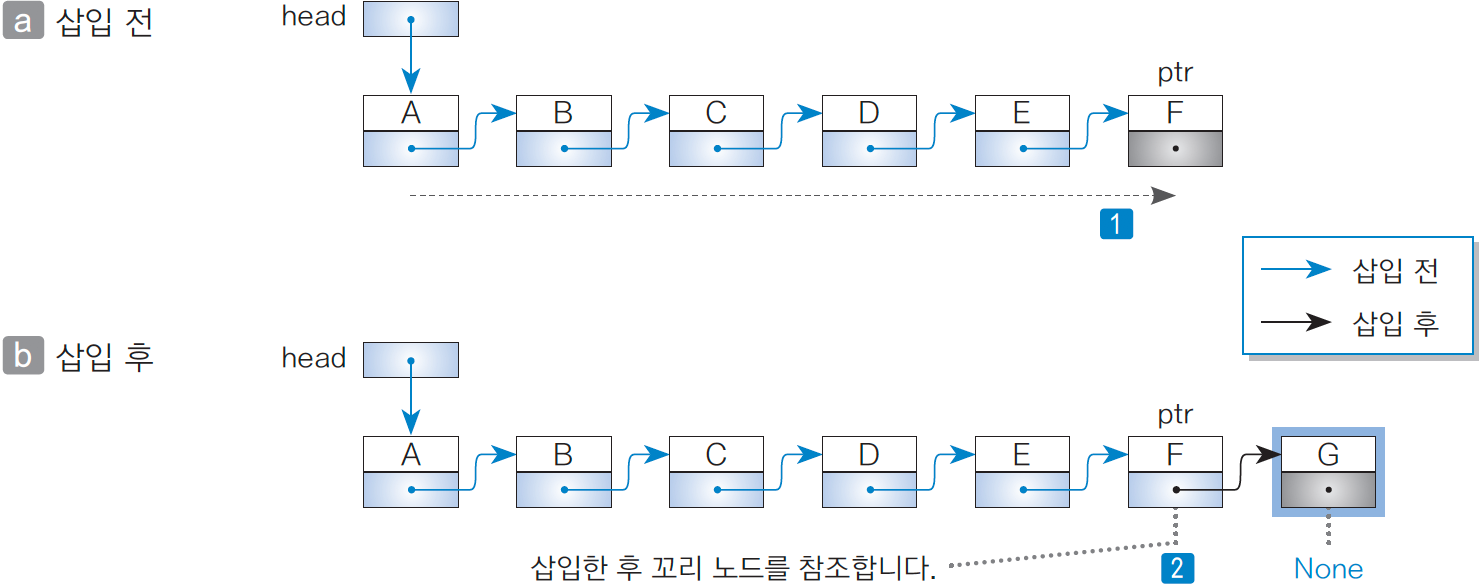 a 삽입 전
head
ptr
A B C D E F
1
삽입 전
삽입 후
b 삽입 후
head
ptr
A B C D E F G
삽입한 후 꼬리 노드를 참조합니다.
2
None